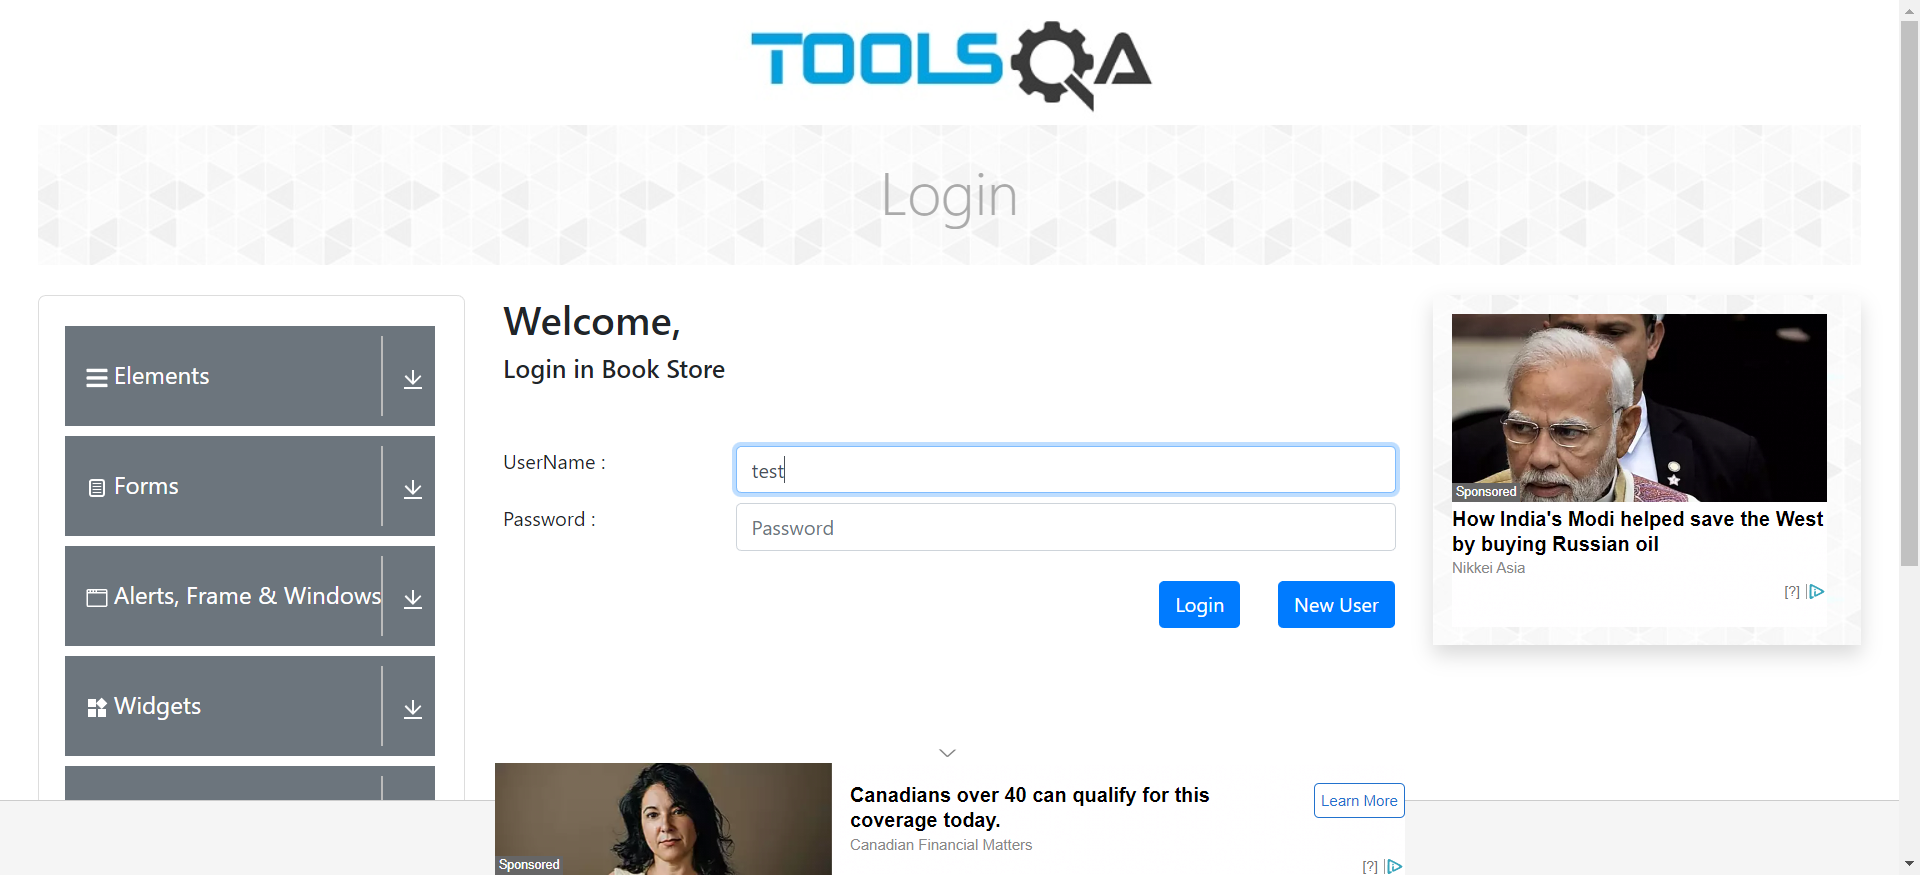 TOOLSQA
Login
Elements
Forms
Alerts, Frame & Windows
Widgets
Welcome,
Login in Book Store
UserName :
test
Password :
Password
Login
New User
Sponsored
How India's Modi helped save the West
by buying Russian oil
Nikkei Asia
[?]
Sponsored
Canadians over 40 can qualify for this
coverage today.
Canadian Financial Matters
Learn More
[?]